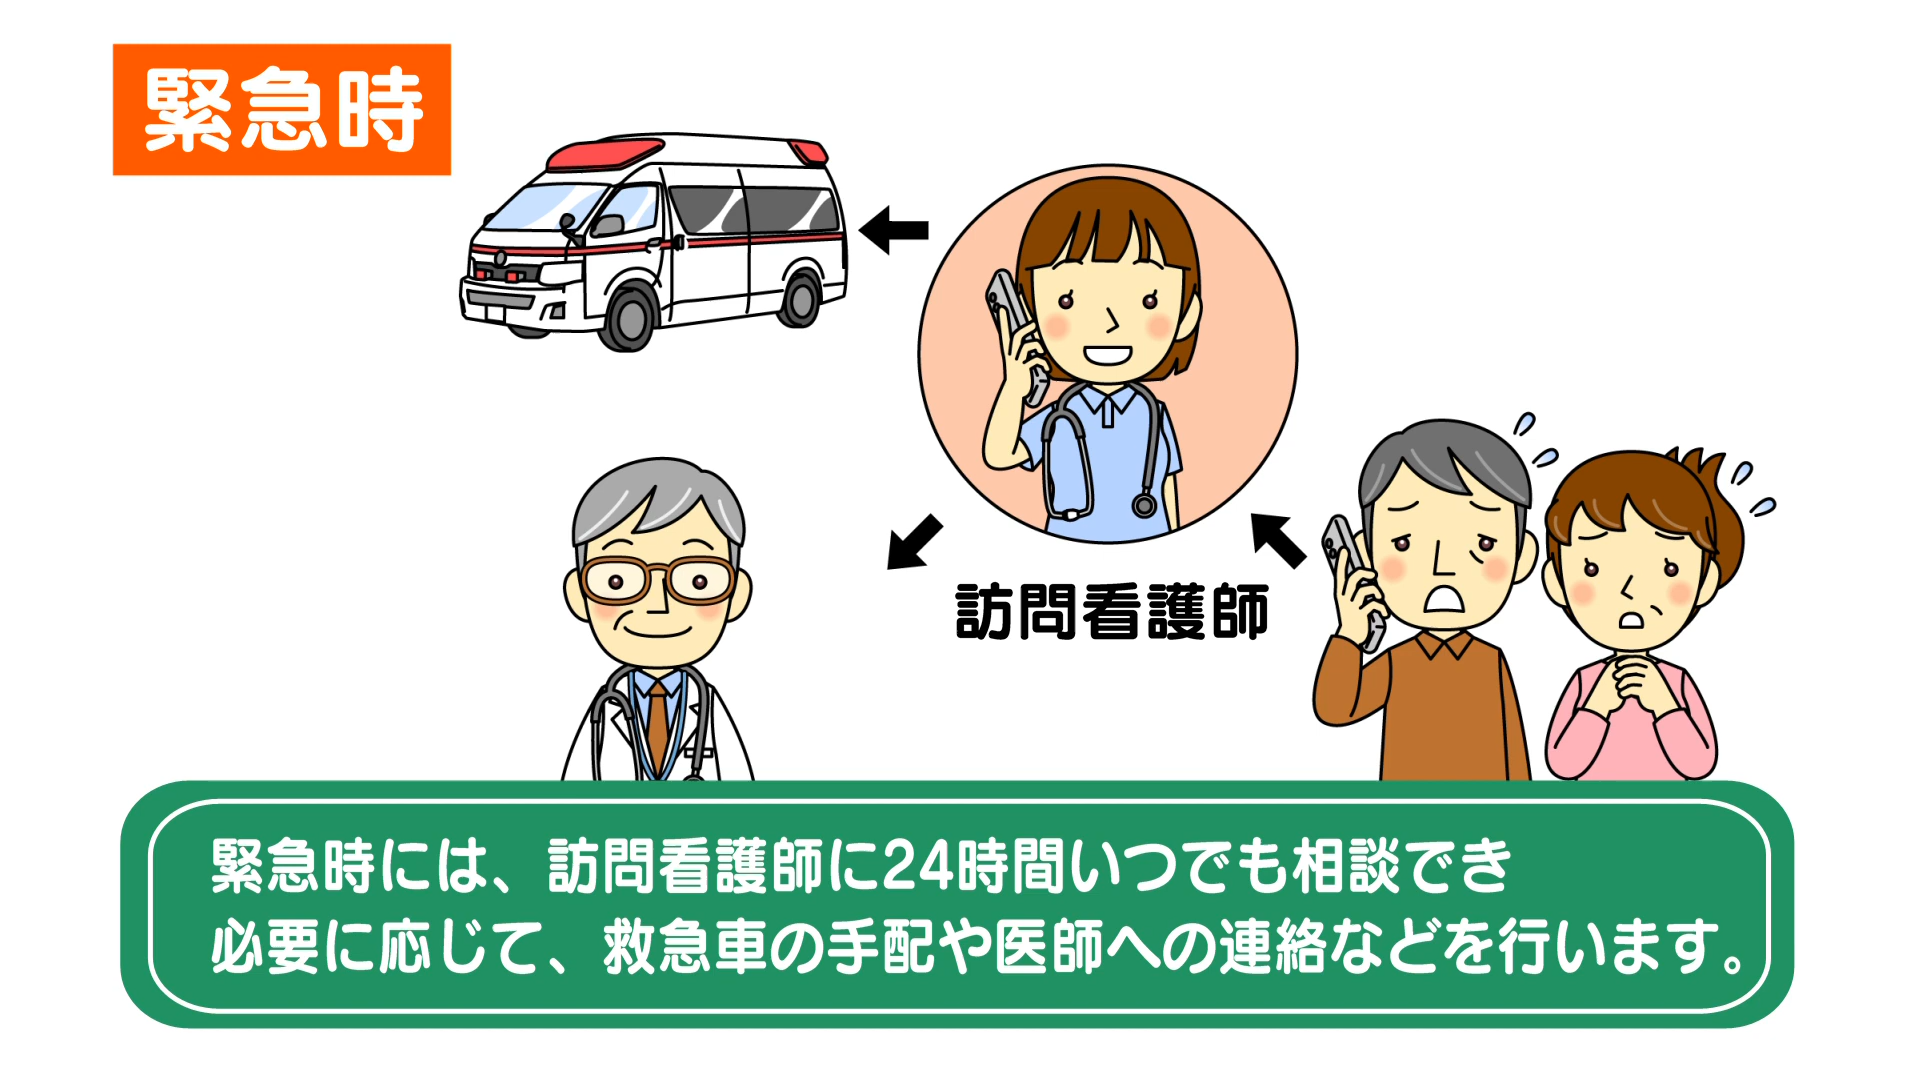 緊急時
訪問看護師
緊急時には、訪問看護師に24時間いつでも相談でき
必要に応じて、救急車の手配や医師への連絡などを行います。